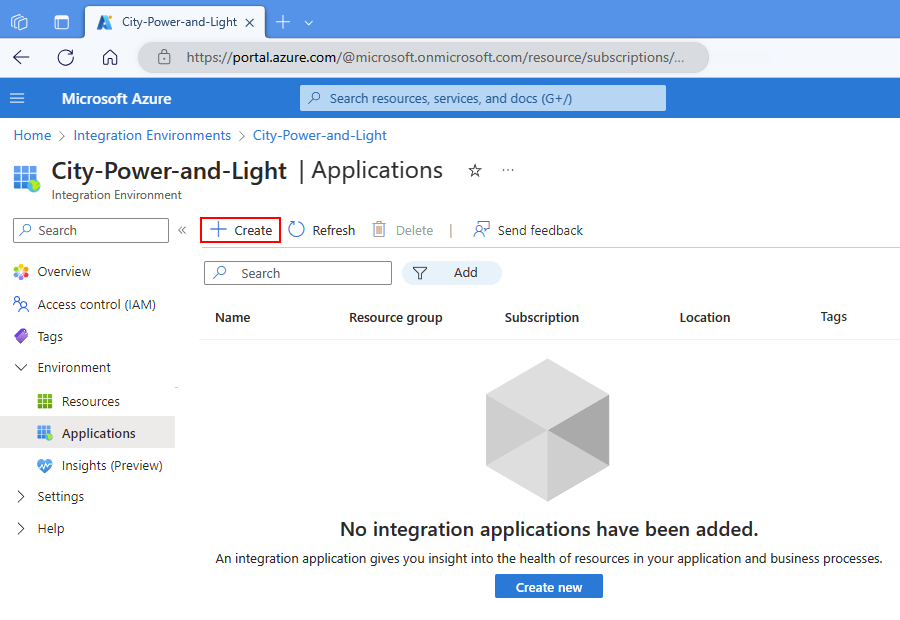 City-Power-and-Light
https://portal.azure.com/@microsoft.onmicrosoft.com/resource/subscriptions/...
Microsoft Azure
Search resources, services, and docs (G+/)
Home > Integration Environments > City-Power-and-Light
City-Power-and-Light | Applications
Integration Environment
Search
Create Refresh Delete | Send feedback
Search Add
Overview
Access control (IAM)
Tags
Environment
Resources
Applications
Insights (Preview)
Settings
Help
Name Resource group Subscription Location Tags
No integration applications have been added.
An integration application gives you insight into the health of resources in your application and business processes.
Create new